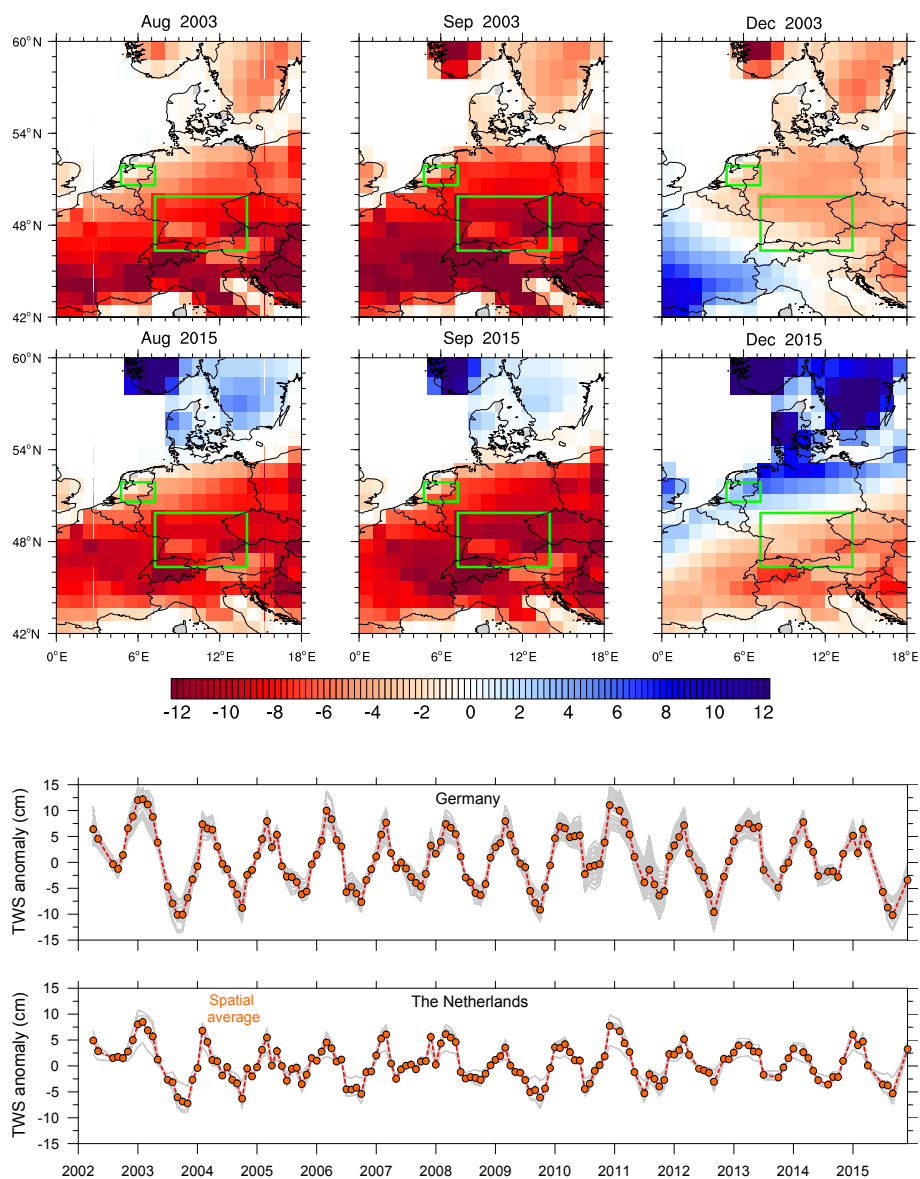 Aug 2003 Sep 2003 Dec 2003
60°N
54°N
48°N
42°N
Aug 2015 Sep 2015 Dec 2015
60°N
54°N
48°N
42°N
0°E 6°E 12°E 18°E 0°E 6°E 12°E 18°E 0°E 6°E 12°E 18°E
-12 -10 -8 -6 -4 -2 0 2 4 6 8 10 12
TWS anomaly (cm)
15
10
5
0
-5
-10
-15
Germany
TWS anomaly (cm)
15
10
5
0
-5
-10
-15
Spatial
average
The Netherlands
2002 2003 2004 2005 2006 2007 2008 2009 2010 2011 2012 2013 2014 2015